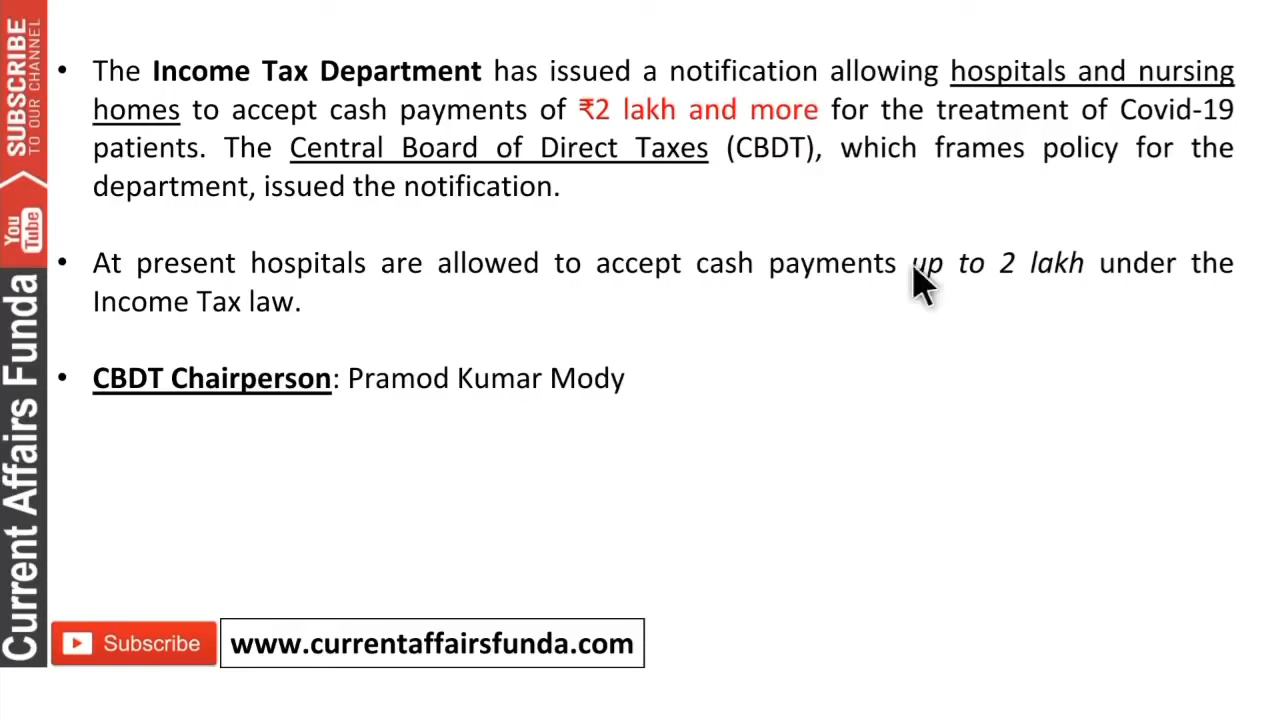 SUBSCRIBE
TO OUR CHANNEL
You
Tube
Current Affairs Funda
• The Income Tax Department has issued a notification allowing hospitals and nursing
homes to accept cash payments of ₹2 lakh and more for the treatment of Covid-19
patients. The Central Board of Direct Taxes (CBDT), which frames policy for the
department, issued the notification.
• At present hospitals are allowed to accept cash payments up to 2 lakh under the
Income Tax law.
• CBDT Chairperson: Pramod Kumar Mody
Subscribe
www.currentaffairsfunda.com